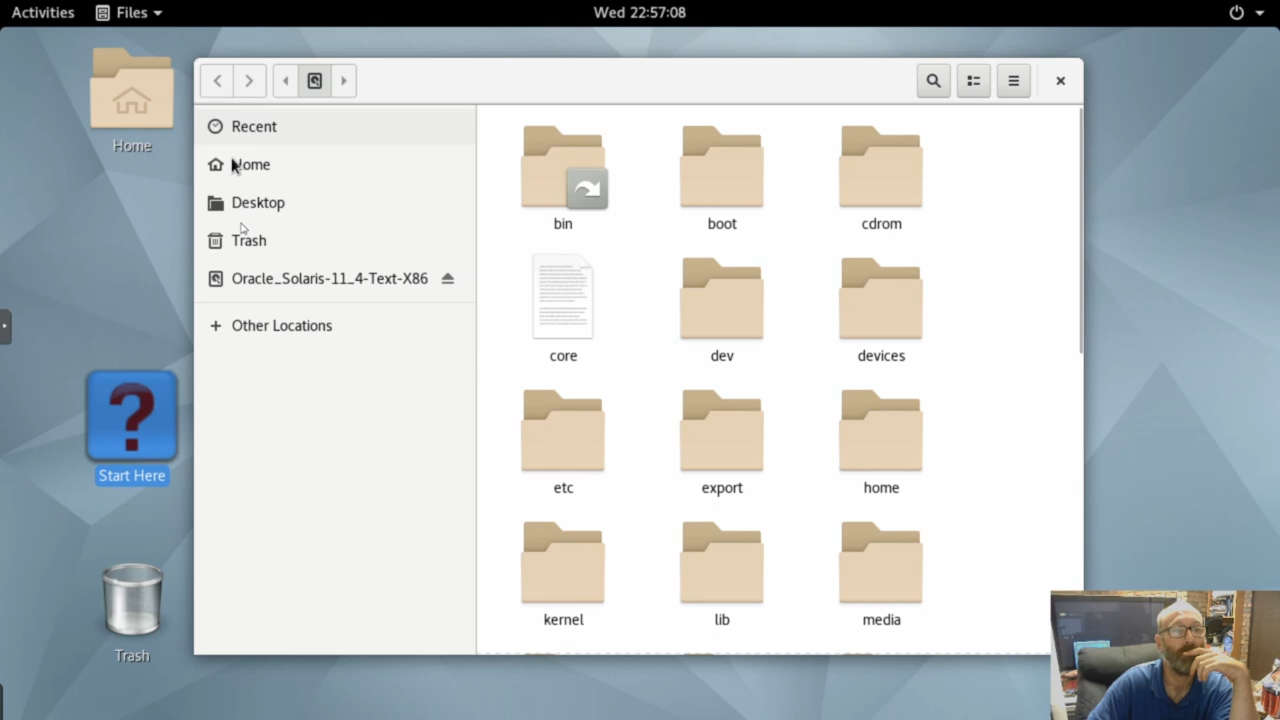 Activities
Files
Wed 22:57:08
Home
Start Here
Trash
Recent
Home
Desktop
Trash
Oracle_Solaris-11_4-Text-X86
Other Locations
bin
boot
cdrom
core
dev
devices
etc
export
home
kernel
lib
media